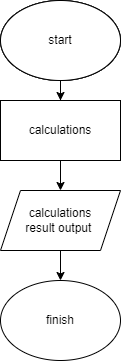 start
calculations
calculations
result output
finish